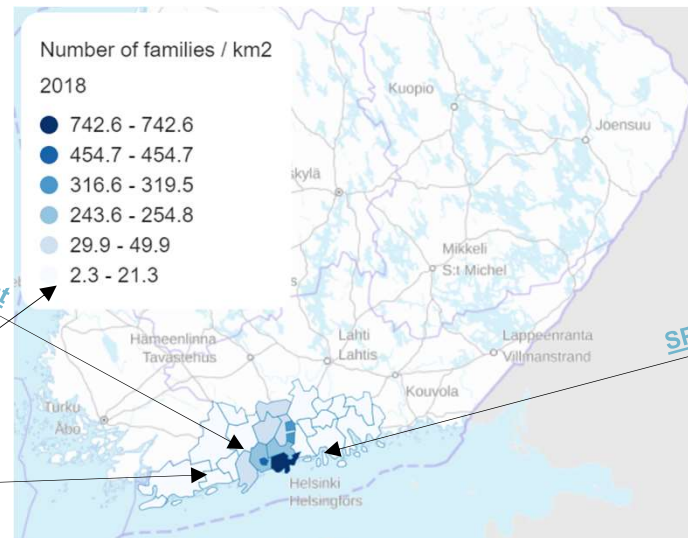 Number of families / km2
2018
742.6 - 742.6
454.7 - 454.7
316.6 - 319.5
243.6 - 254.8
29.9 - 49.9
2.3 - 21.3
Kuopio
Joensuu
Mikkeli
S:t Michel
Hämeenlinna
Tavastehus
Lahti
Lahtis
Lappeenranta
Villmanstrand
Kouvola
Turku
Åbo
Helsinki
Helsingfors